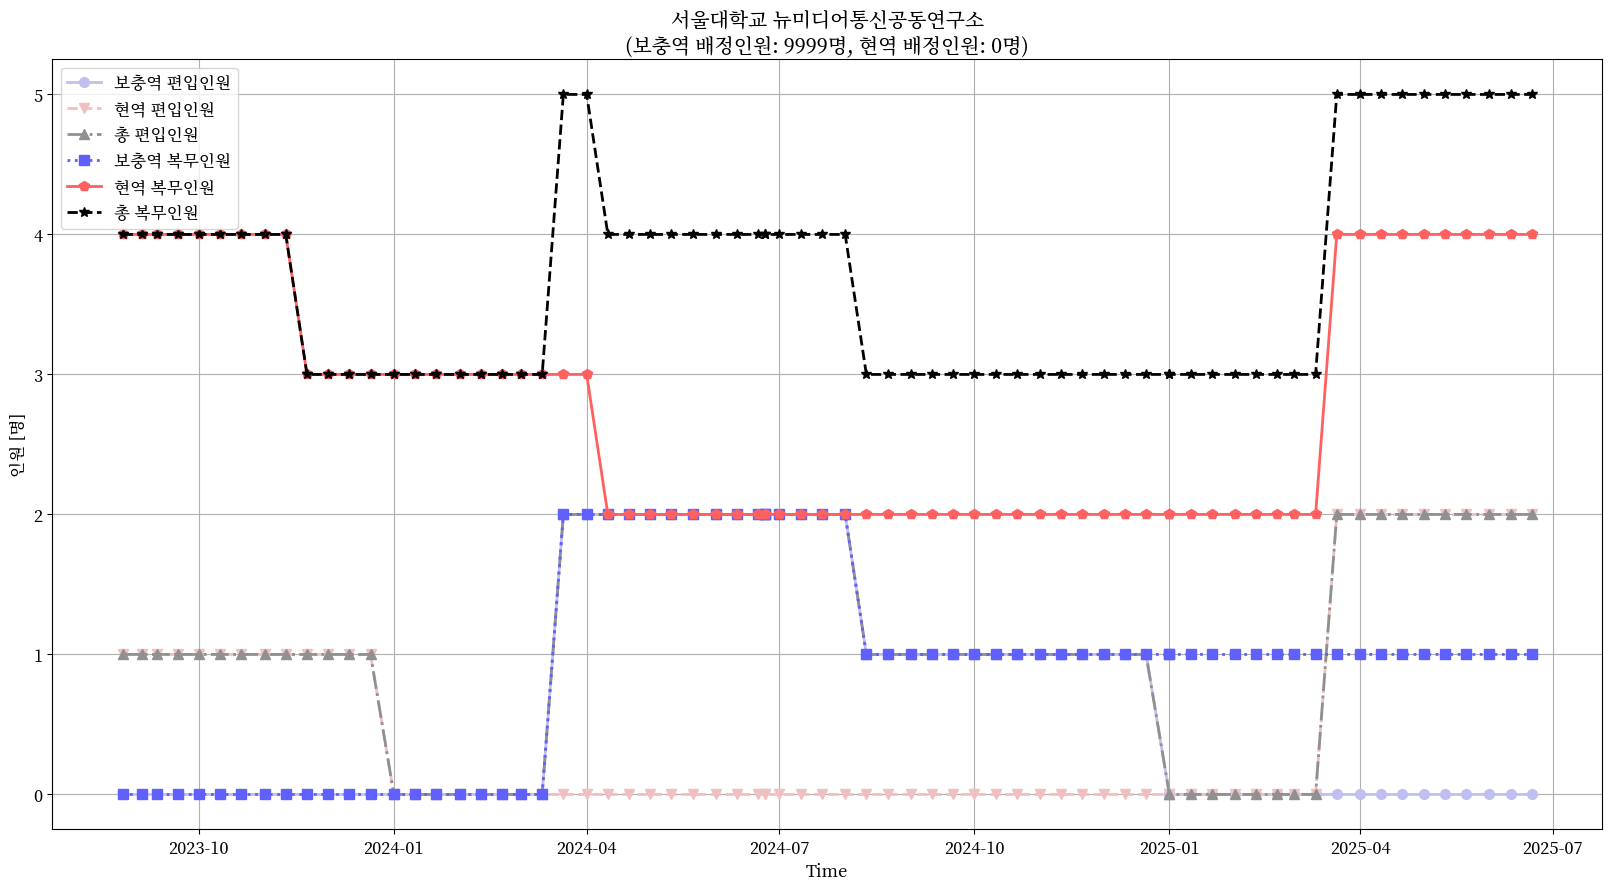 서울대학교 뉴미디어통신공동연구소
(보충역 배정인원: 9999명, 현역 배정인원: 0명)
보충역 편입인원
현역 편입인원
총 편입인원
보충역 복무인원
현역 복무인원
총 복무인원
인원 [명]
5
4
3
2
1
0
2023-10
2024-01
2024-04
2024-07
2024-10
2025-01
2025-04
2025-07
Time